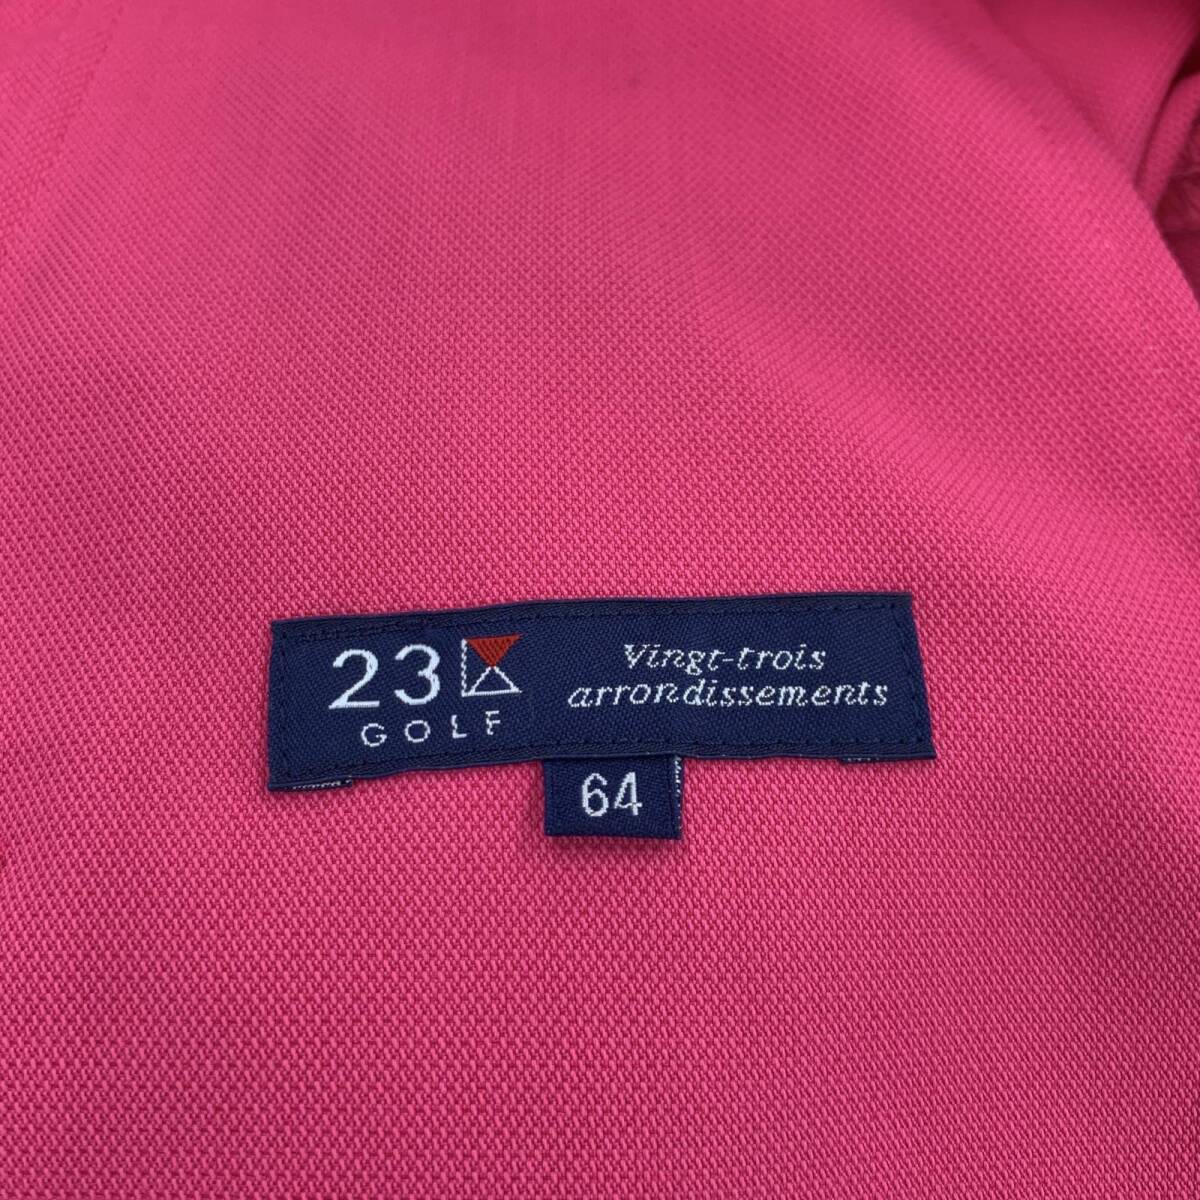 23
GOLF
Vingt-trois
arrondissements
64